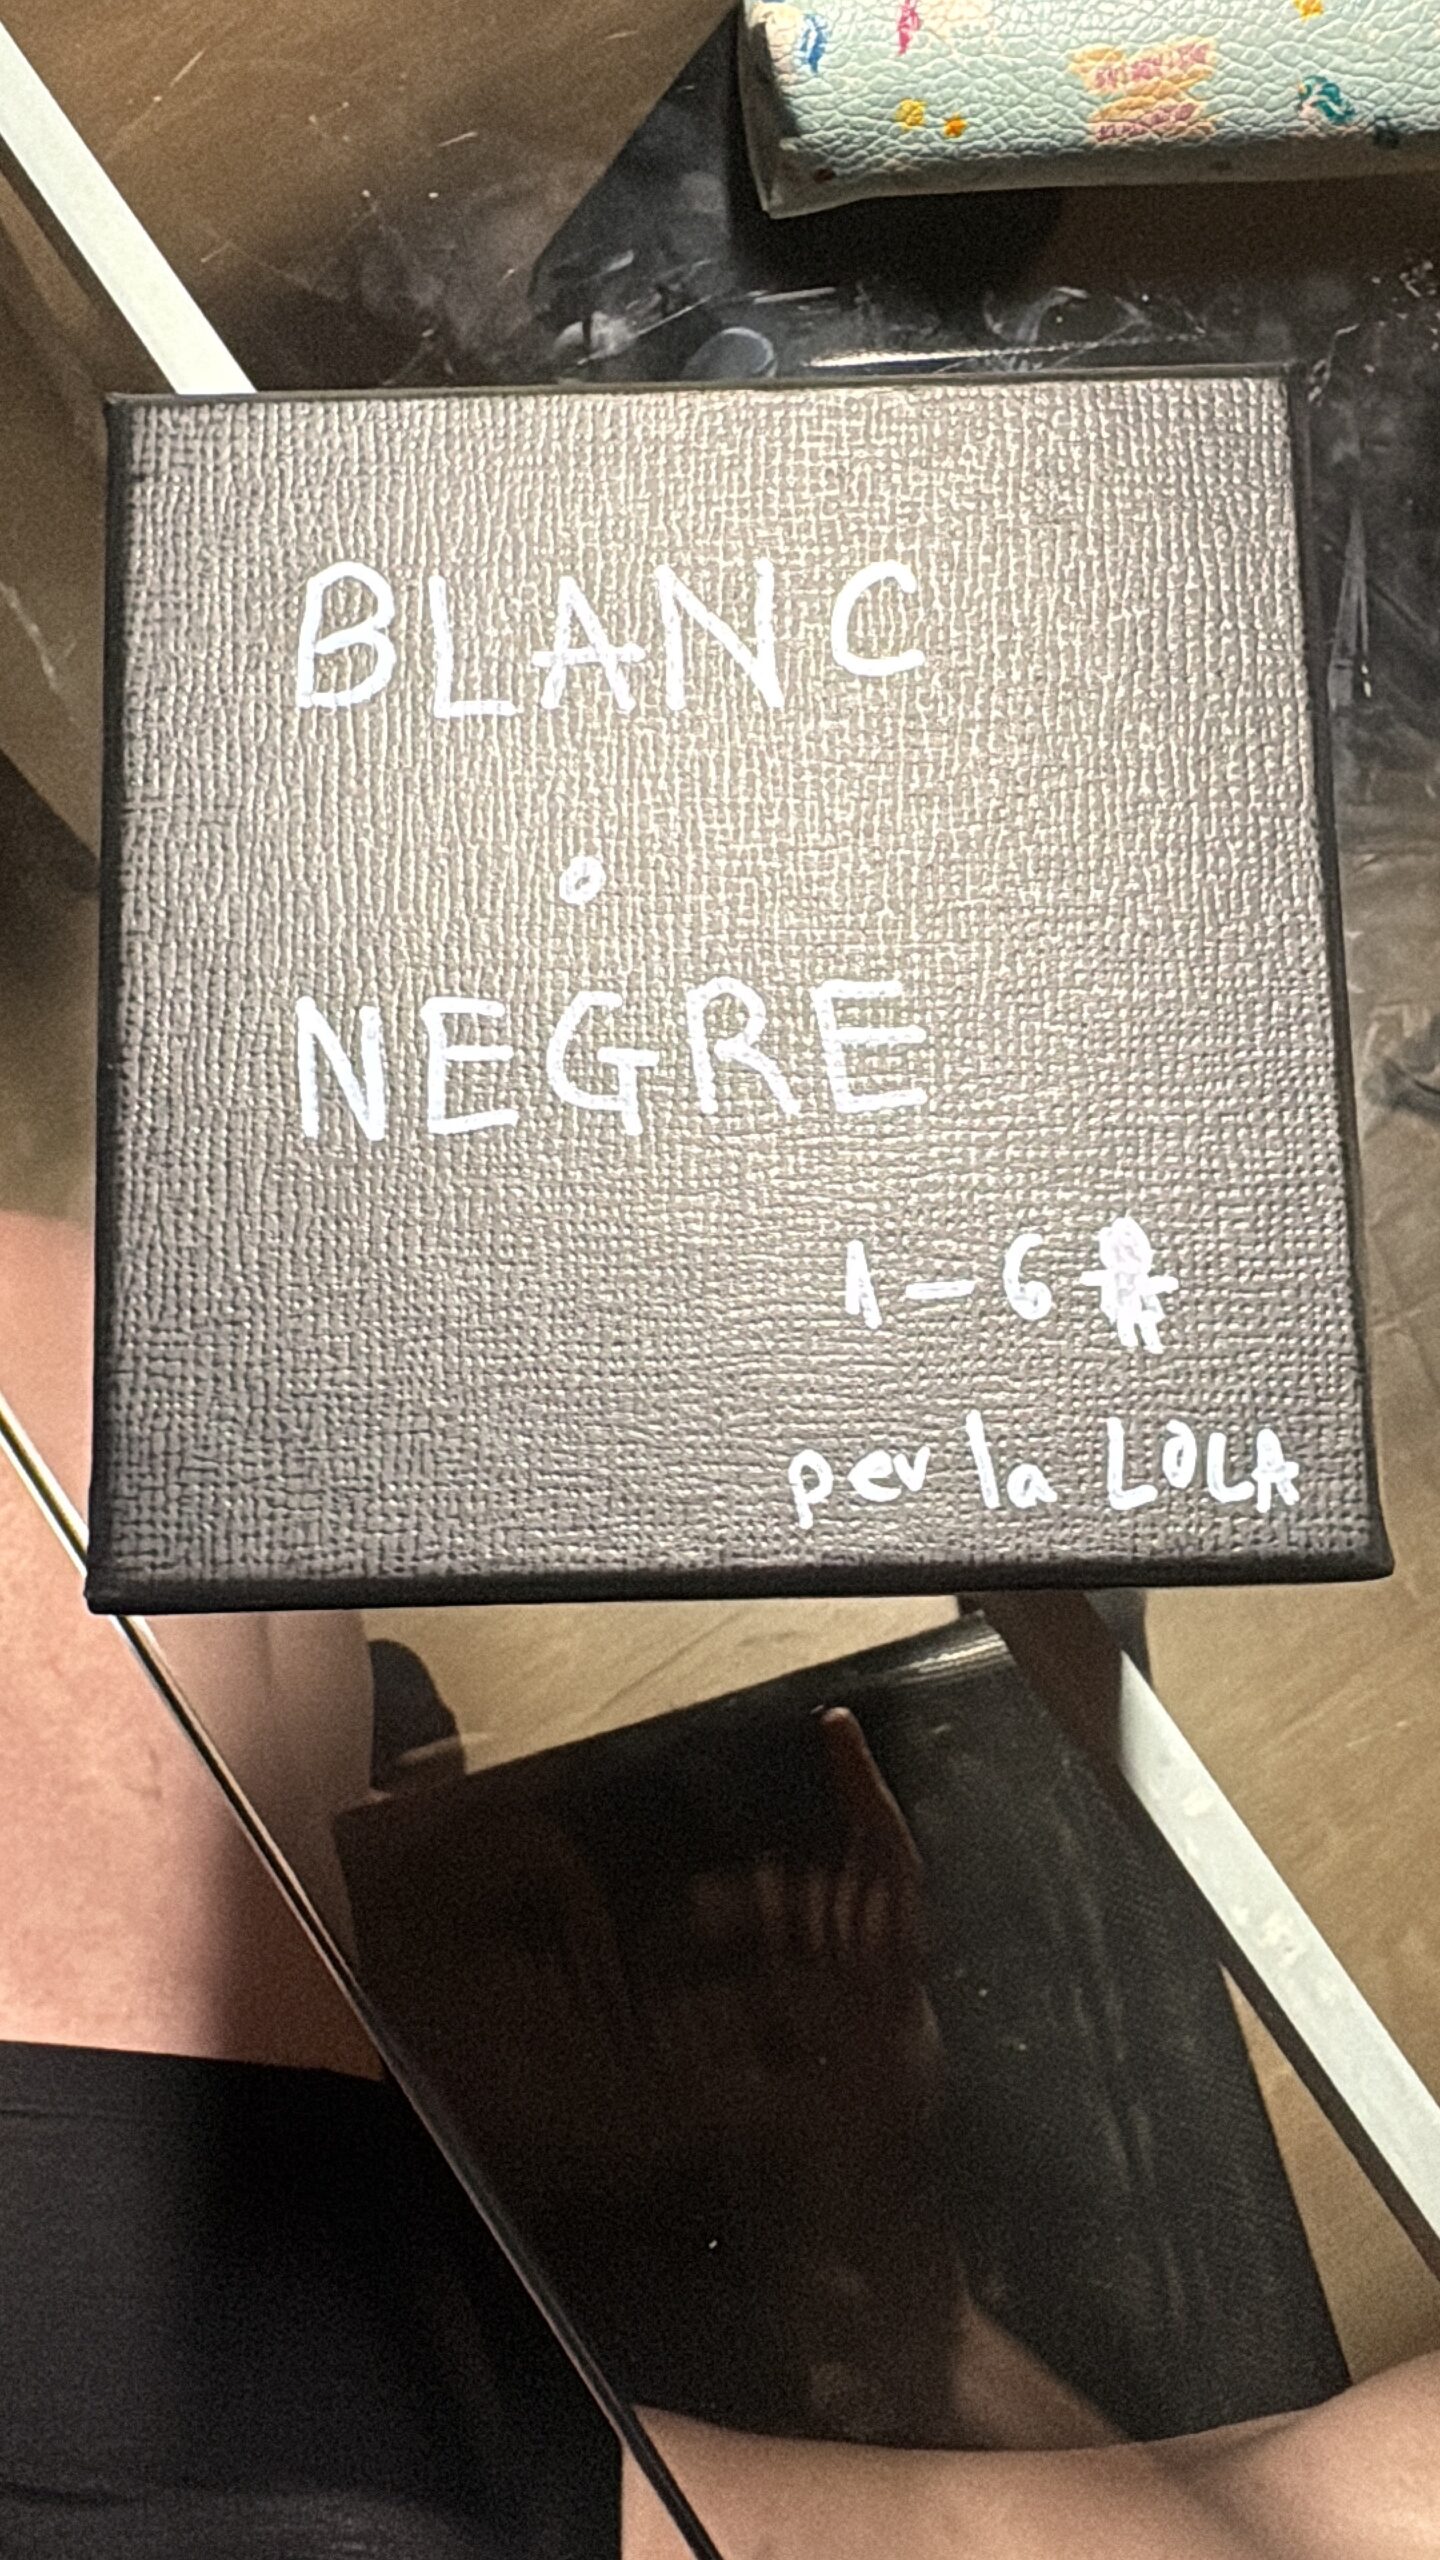 BLANC
o
NEGRE
1-6
per la LOLA